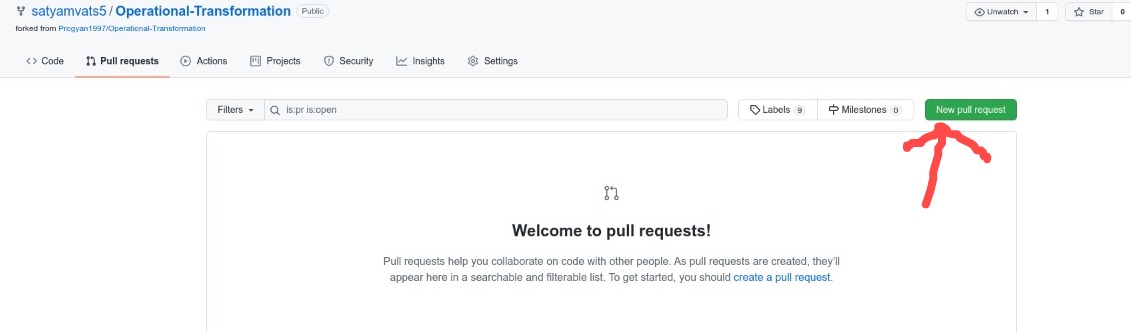 satyamvats5 / Operational-Transformation Public
Unwatch 1 Star 0
forked from Progyan1997/Operational-Transformation
Code Pull requests Actions Projects Security Insights Settings
Filters is:pr is:open Labels 9 Milestones 0 New pull request
Welcome to pull requests!
Pull requests help you collaborate on code with other people. As pull requests are created, they'll
appear here in a searchable and filterable list. To get started, you should create a pull request.